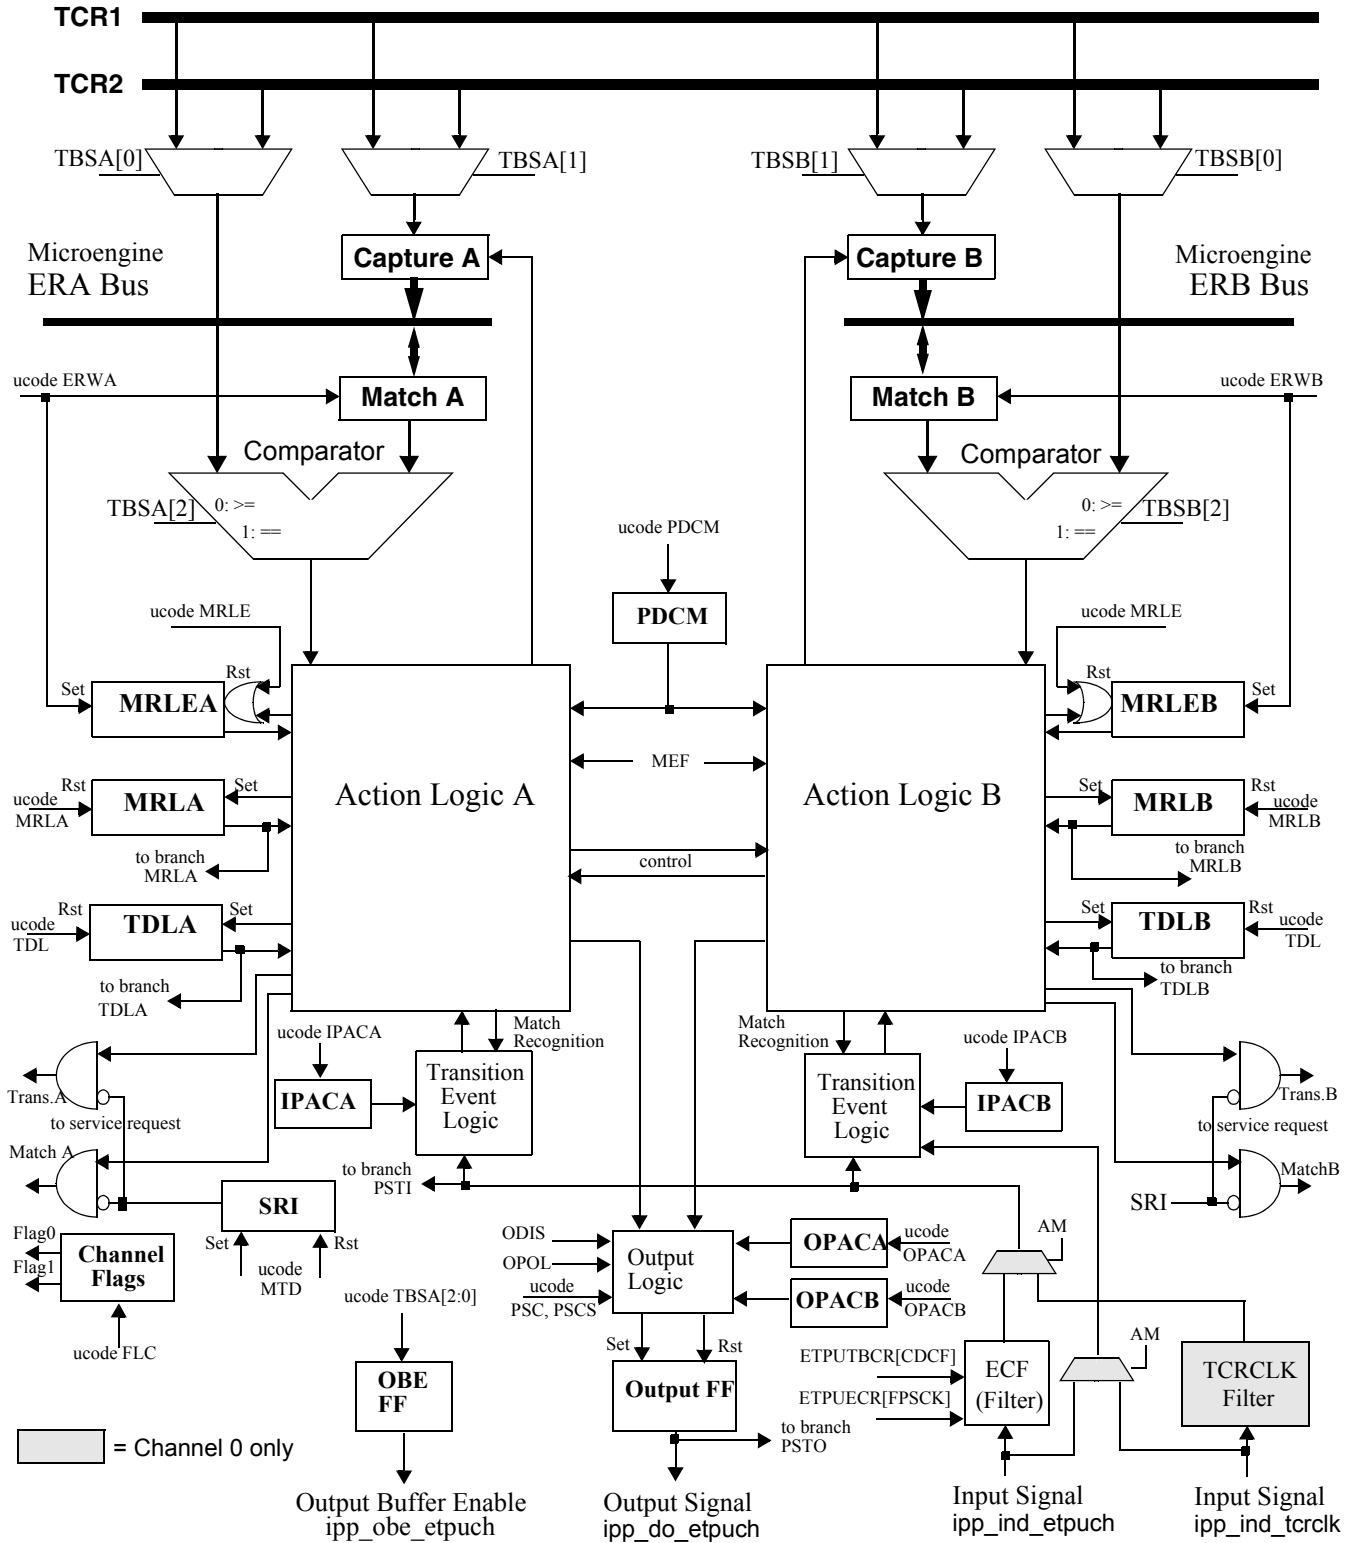 TCR1
TCR2
TBSA[0]
TBSA[1]
TBSB[1]
TBSB[0]
Microengine
ERA Bus
Capture A
Capture B
Microengine
ERB Bus
ucode ERWA
Match A
Match B
ucode ERWB
Comparator
Comparator
TBSA[2]
0: >=
1: ==
0: >=
1: ==
TBSB[2]
ucode PDCM
PDCM
ucode MRLE
ucode MRLE
Rst
Set
MRLEA
Rst
MRLEB
Set
Action Logic A
MEF
Action Logic B
Rst
ucode
MRLA
MRLA
Set
Set
MRLB
Rst
ucode
MRLB
to branch
MRLA
control
to branch
MRLB
Rst
ucode
TDL
TDLA
Set
Set
TDLB
Rst
ucode
TDL
to branch
TDLA
to branch
TDLB
ucode IPACA
Match
Recognition
Match
Recognition
ucode IPACB
IPACA
Transition
Event
Logic
Transition
Event
Logic
IPACB
Trans.A
to service request
Match A
Trans.B
to service request
MatchB
to branch
PSTI
SRI
SRI
Set
Rst
ucode
MTD
Flag0
Flag1
Channel
Flags
ucode FLC
ODIS
OPOL
ucode
PSC, PSCS
Output
Logic
OPACA
ucode
OPACA
OPACB
ucode
OPACB
AM
ucode TBSA[2:0]
Set
Rst
OBE
FF
Output FF
ETPUTBCR[CDCF]
ETPUECR[FPSCK]
ECF
(Filter)
AM
TCRCLK
Filter
to branch
PSTO
= Channel 0 only
Output Buffer Enable
ipp_obe_etpuch
Output Signal
ipp_do_etpuch
Input Signal
ipp_ind_etpuch
Input Signal
ipp_ind_tcrclk